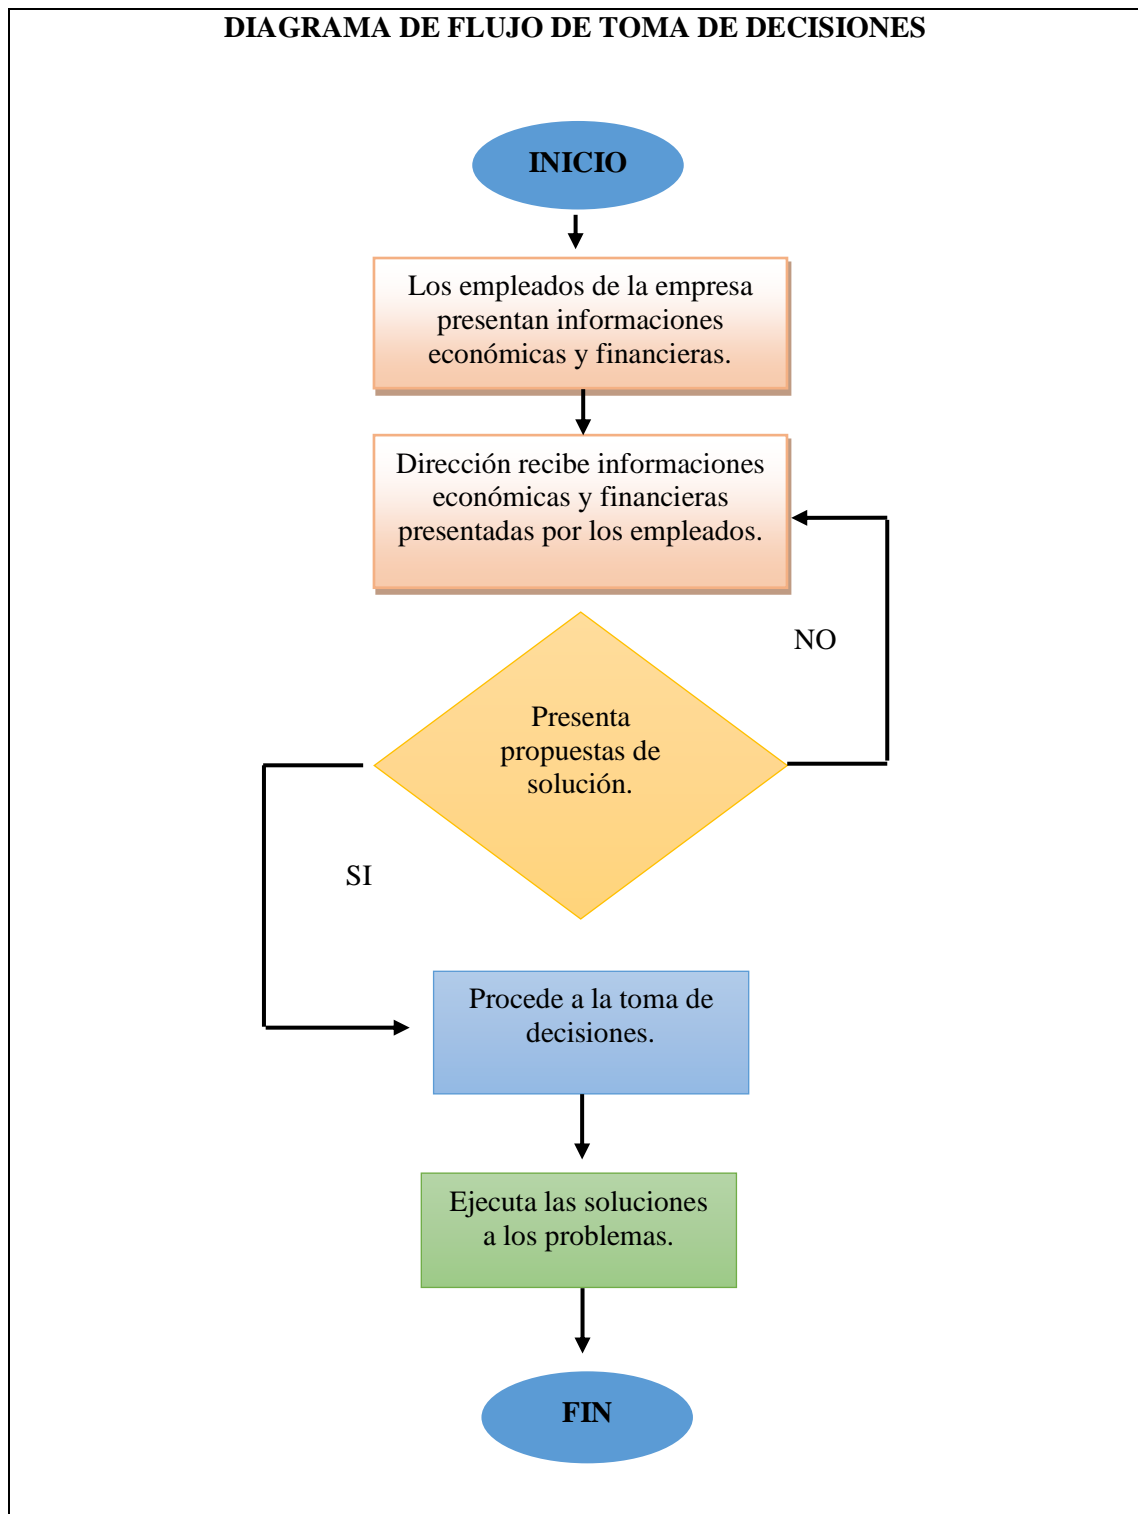 DIAGRAMA DE FLUJO DE TOMA DE DECISIONES
INICIO
Los empleados de la empresa
presentan informaciones
económicas y financieras.
Dirección recibe informaciones
económicas y financieras
presentadas por los empleados.
NO
Presenta
propuestas de
solución.
SI
Procede a la toma de
decisiones.
Ejecuta las soluciones
a los problemas.
FIN